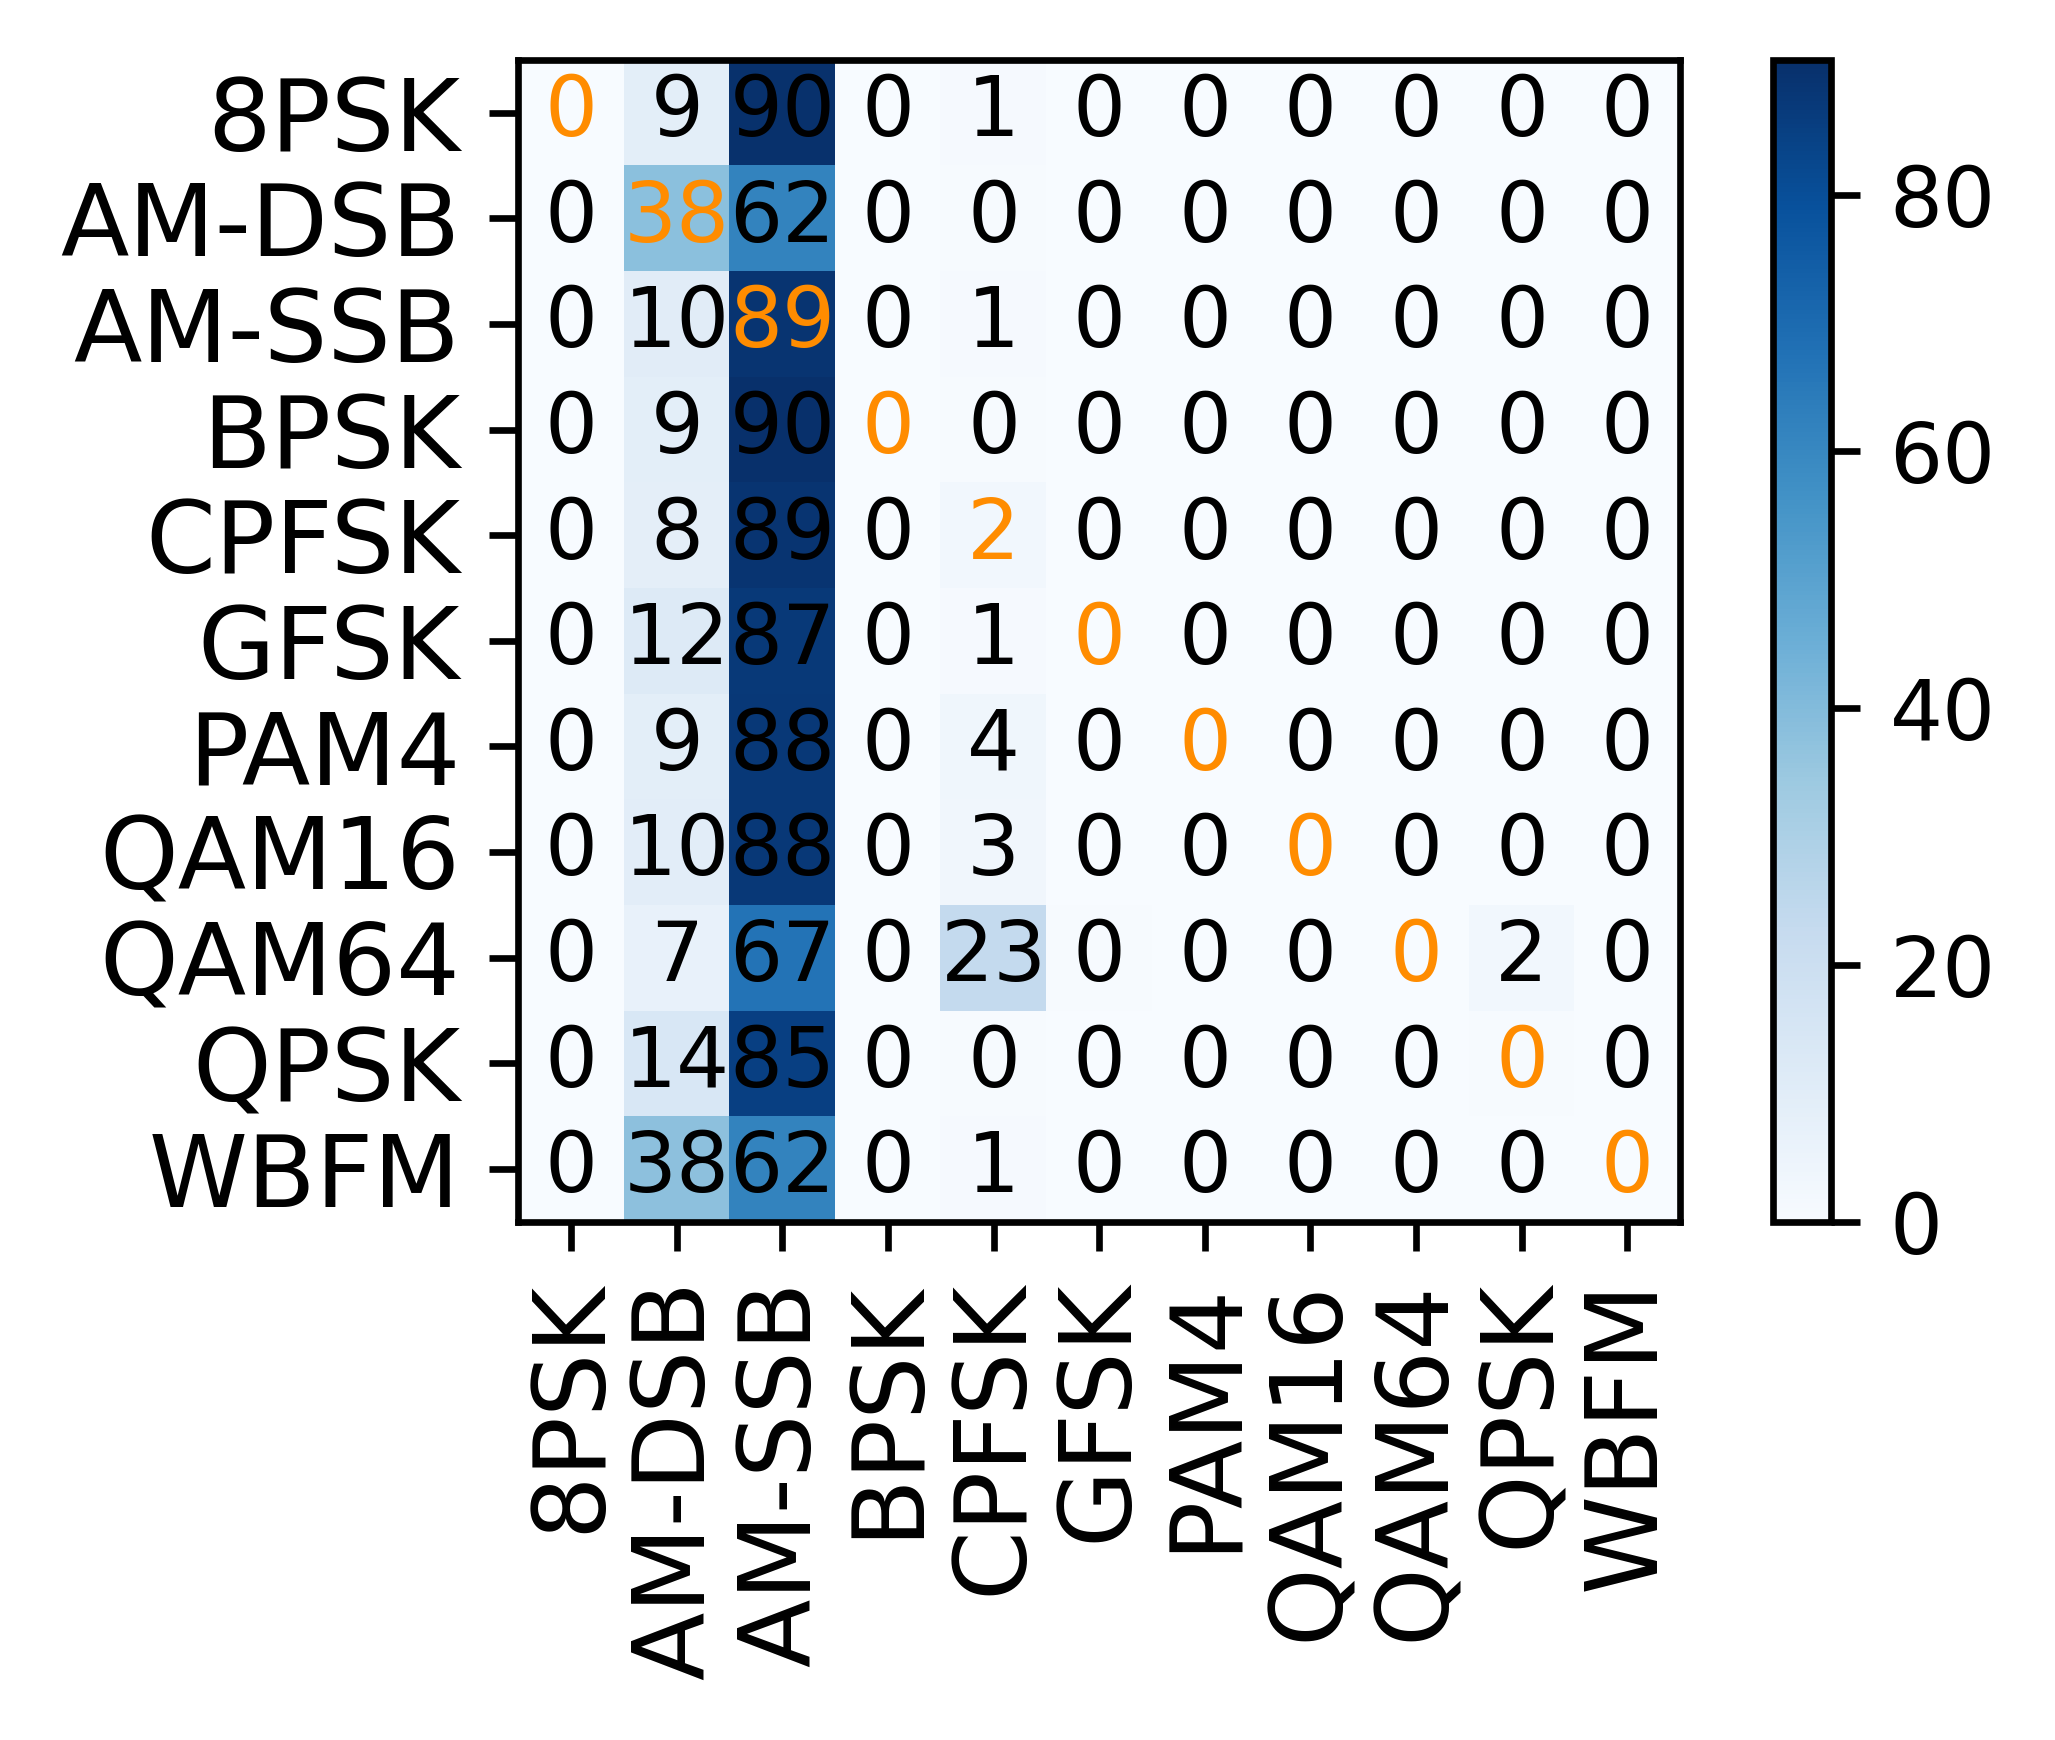 8PSK 0 9 90 0 1 0 0 0 0 0 0
AM-DSB 0 38 62 0 0 0 0 0 0 0 0
AM-SSB 0 10 89 0 1 0 0 0 0 0 0
BPSK 0 9 90 0 0 0 0 0 0 0 0
CPFSK 0 8 89 0 2 0 0 0 0 0 0
GFSK 0 12 87 0 1 0 0 0 0 0 0
PAM4 0 9 88 0 4 0 0 0 0 0 0
QAM16 0 10 88 0 3 0 0 0 0 0 0
QAM64 0 7 67 0 23 0 0 0 0 2 0
QPSK 0 14 85 0 0 0 0 0 0 0 0
WBFM 0 38 62 0 1 0 0 0 0 0 0
8PSK
AM-DSB
AM-SSB
BPSK
CPFSK
GFSK
PAM4
QAM16
QAM64
QPSK
WBFM
80
60
40
20
0